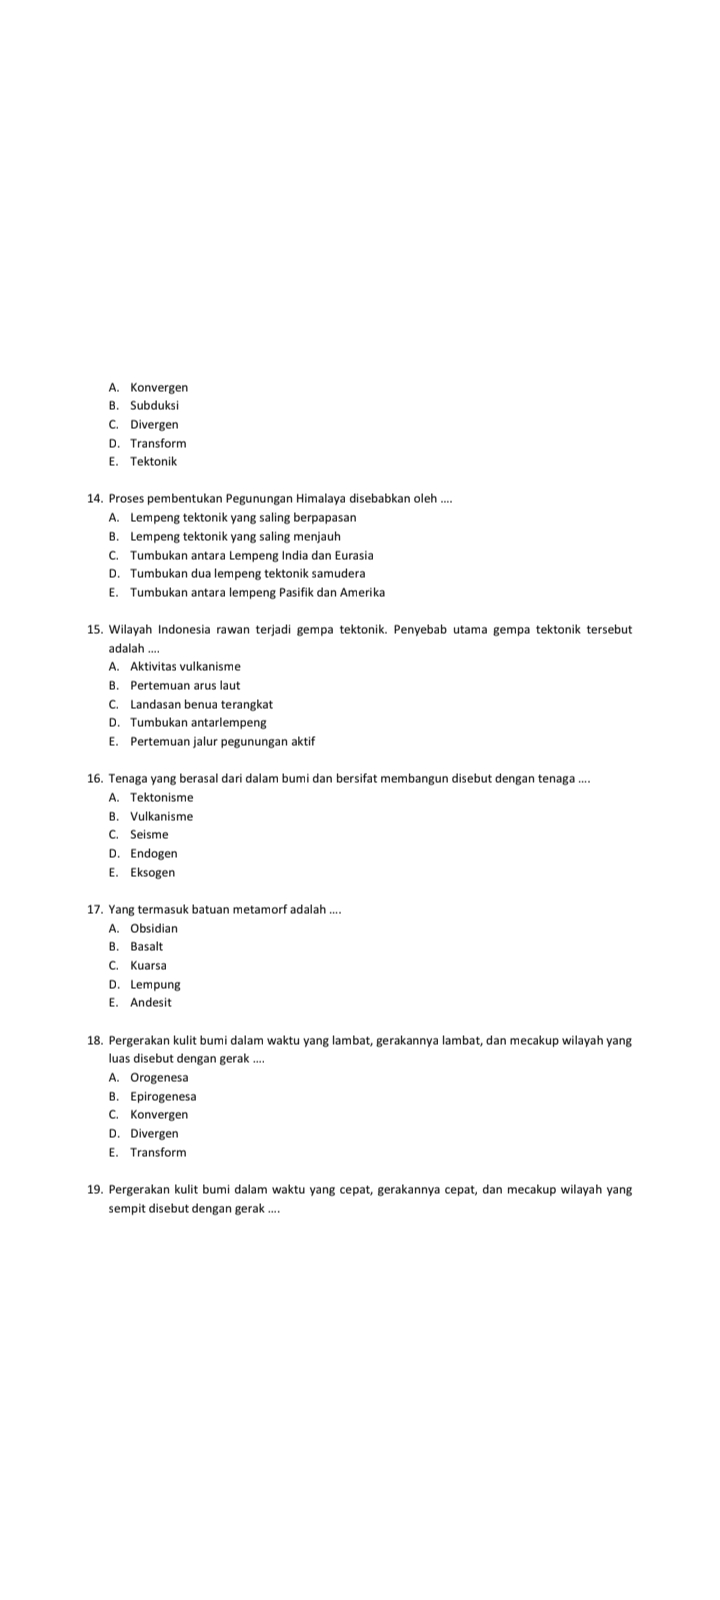 A. Konvergen
B. Subduksi
C. Divergen
D. Transform
E. Tektonik
14. Proses pembentukan Pegunungan Himalaya disebabkan oleh ....
A. Lempeng tektonik yang saling berpapasan
B. Lempeng tektonik yang saling menjauh
C. Tumbukan antara Lempeng India dan Eurasia
D. Tumbukan dua lempeng tektonik samudera
E. Tumbukan antara lempeng Pasifik dan Amerika
15. Wilayah Indonesia rawan terjadi gempa tektonik. Penyebab utama gempa tektonik tersebut
adalah ....
A. Aktivitas vulkanisme
B. Pertemuan arus laut
C. Landasan benua terangkat
D. Tumbukan antarlempeng
E. Pertemuan jalur pegunungan aktif
16. Tenaga yang berasal dari dalam bumi dan bersifat membangun disebut dengan tenaga ....
A. Tektonisme
B. Vulkanisme
C. Seisme
D. Endogen
E. Eksogen
17. Yang termasuk batuan metamorf adalah ....
A. Obsidian
B. Basalt
C. Kuarsa
D. Lempung
E. Andesit
18. Pergerakan kulit bumi dalam waktu yang lambat, gerakannya lambat, dan mecakup wilayah yang
luas disebut dengan gerak ....
A. Orogenesa
B. Epirogenesa
C. Konvergen
D. Divergen
E. Transform
19. Pergerakan kulit bumi dalam waktu yang cepat, gerakannya cepat, dan mecakup wilayah yang
sempit disebut dengan gerak ....